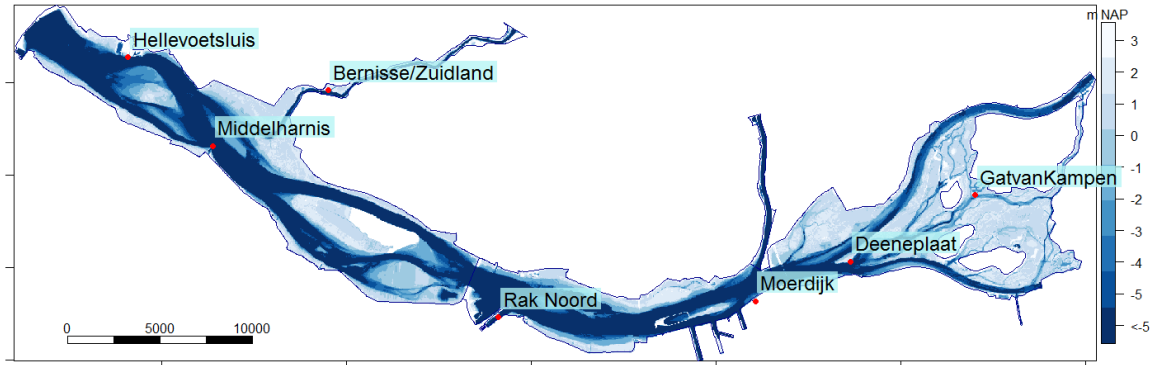 m NAP
Hellevoetsluis
Bernisse/Zuidland
Middelharnis
GatvanKampen
Deeneplaat
Moerdijk
Rak Noord
0 5000 10000
3
2
1
0
-1
-2
-3
-4
-5
<-5